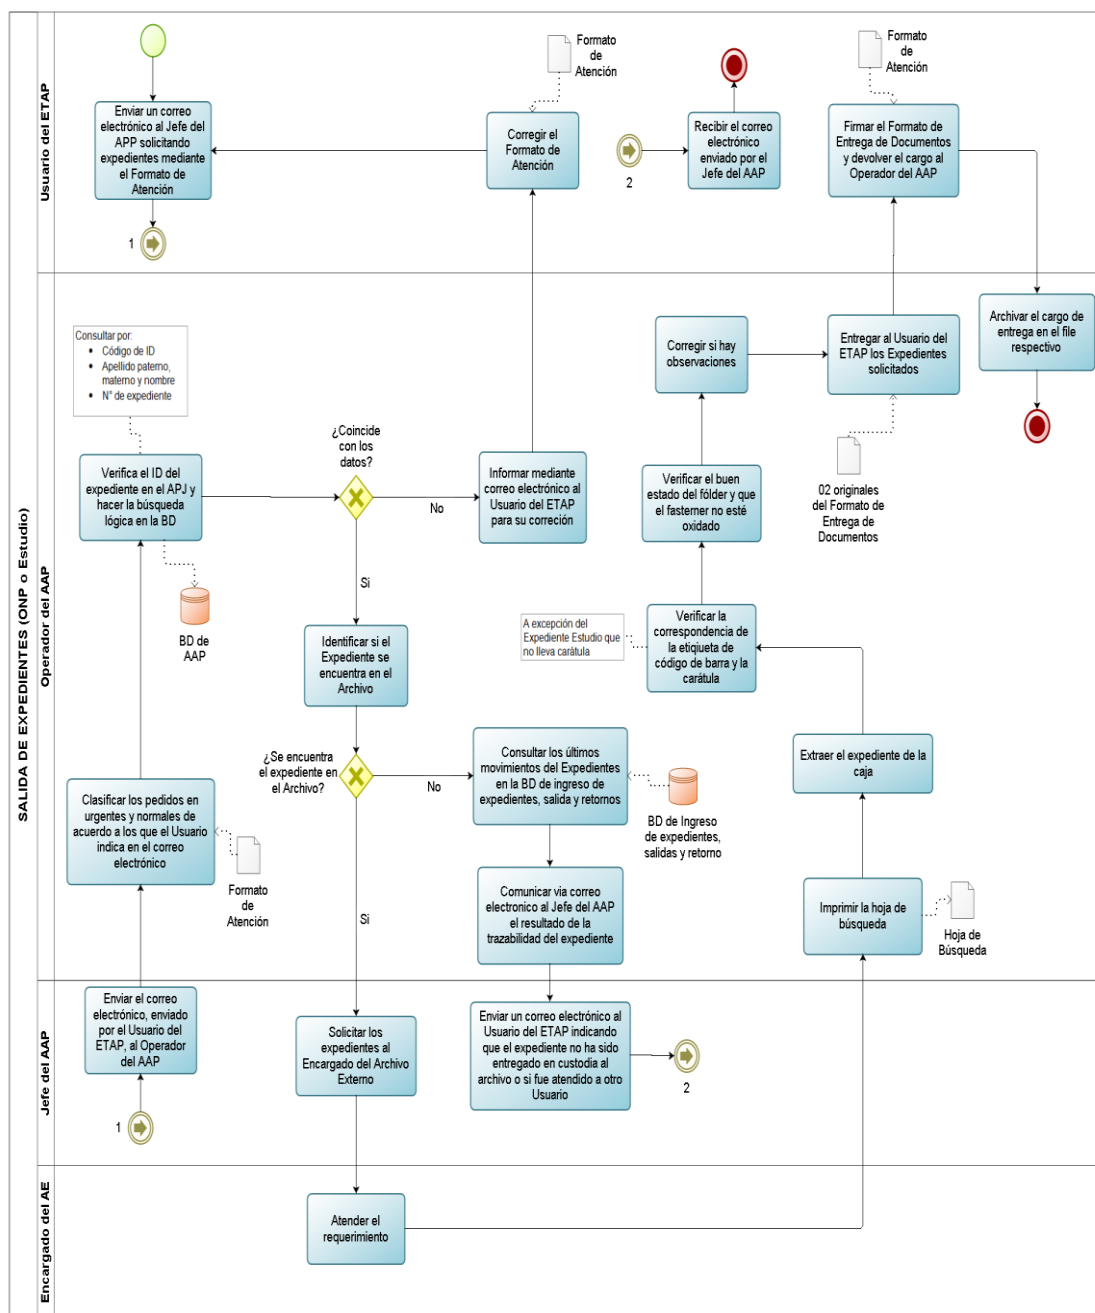 SALIDA DE EXPEDIENTES (ONP o Estudio)
Usuario del ETAP
Enviar un correo
electrónico al Jefe del
APP solicitando
expedientes mediante
el Formato de
Atención
1
Formato
de
Atención
Corregir el
Formato de
Atención
2
Recibir el correo
electrónico
enviado por el
Jefe del AAP
Formato
de
Atención
Firmar el Formato de
Entrega de Documentos
y devolver el cargo al
Operador del AAP
Operador del AAP
Consultar por:
• Código de ID
• Apellido paterno,
materno y nombre
• N° de expediente
Verifica el ID del
expediente en el APJ y
hacer la búsqueda
lógica en la BD
BD de
AAP
¿Coincide
con los
datos?
No
Si
Informar mediante
correo electrónico al
Usuario del ETAP
para su correción
Corregir si hay
observaciones
Entregar al Usuario del
ETAP los Expedientes
solicitados
Archivar el cargo de
entrega en el file
respectivo
02 originales
del Formato de
Entrega de
Documentos
Verificar el buen
estado del fólder y que
el fasterner no esté
oxidado
A excepción del
Expediente Estudio que
no lleva carátula
Verificar la
correspondencia de
la etiqiueta de
código de barra y la
carátula
Identificar si el
Expediente se
encuentra en el
Archivo
¿Se encuentra
el expediente en
el Archivo?
No
Si
Consultar los últimos
movimientos del Expedientes
en la BD de ingreso de
expedientes, salida y retornos
BD de Ingreso
de expedientes,
salidas y retorno
Extraer el expediente de la
caja
Clasificar los pedidos en
urgentes y normales de
acuerdo a los que el Usuario
indica en el correo
electrónico
Formato
de
Atención
Comunicar via correo
electronico al Jefe del AAP
el resultado de la
trazabilidad del expediente
Imprimir la hoja de
búsqueda
Hoja de
Búsqueda
Jefe del AAP
Enviar el correo
electrónico, enviado
por el Usuario del
ETAP, al Operador
del AAP
1
Solicitar los
expedientes al
Encargado del Archivo
Externo
Enviar un correo electrónico al
Usuario del ETAP indicando
que el expediente no ha sido
entregado en custodia al
archivo o si fue atendido a otro
Usuario
2
Encargado del AE
Atender el
requerimiento